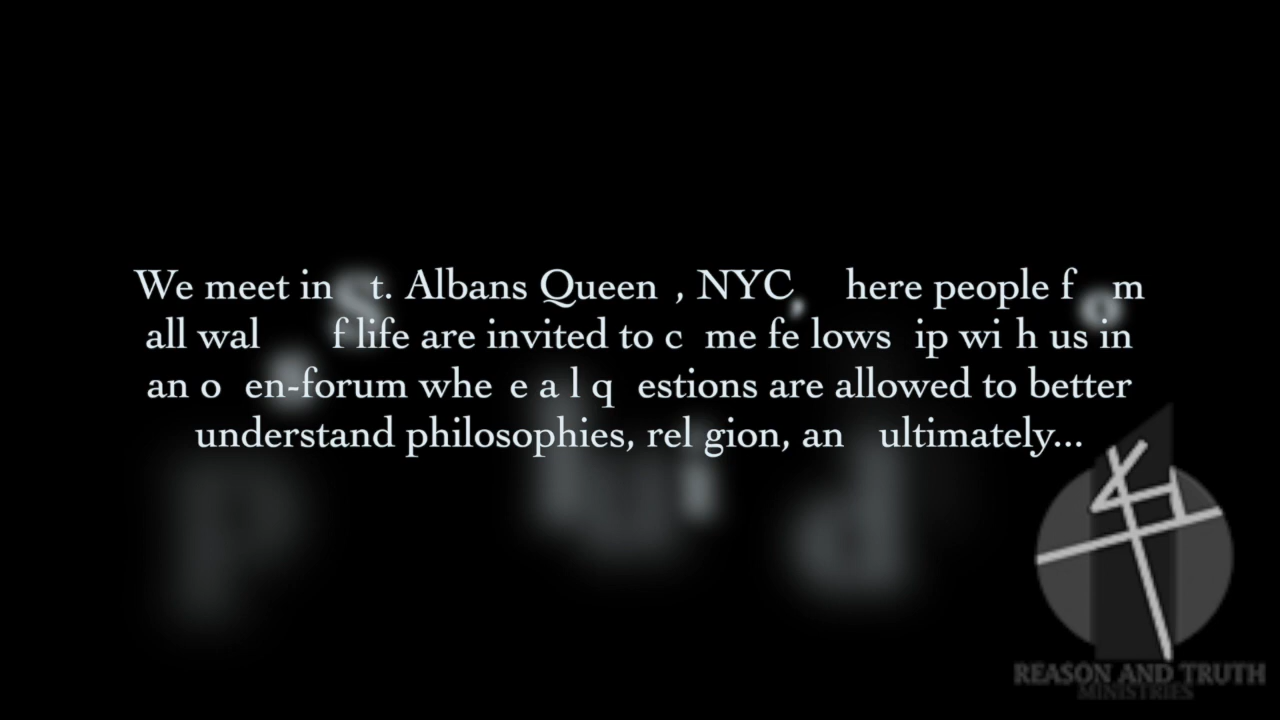 We meet in St. Albans Queen , NYC, here people f om
all wal f life are invited to c me fe lows ip wi h us in
an o en-forum whe e a l q estions are allowed to better
understand philosophies, rel gion, an ultimately...
REASON AND TRUTH
MINISTRIES